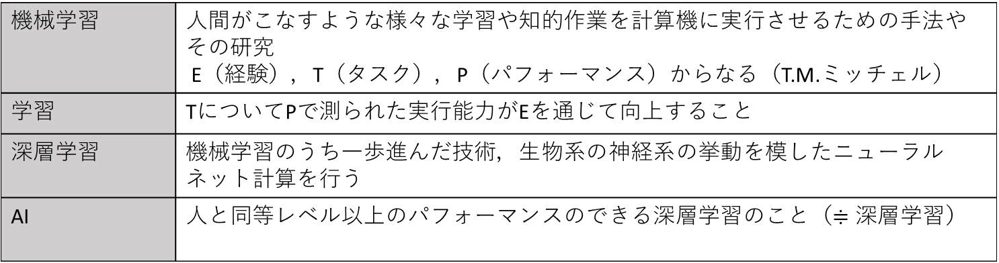 機械学習
人間がこなすような様々な学習や知的作業を計算機に実行させるための手法や
その研究
E（経験）, T（タスク）, P（パフォーマンス）からなる（T.M.ミッチェル）
学習
TについてPで測られた実行能力がEを通じて向上すること
深層学習
機械学習のうち一歩進んだ技術，生物系の神経系の挙動を模したニューラル
ネット計算を行う
AI
人と同等レベル以上のパフォーマンスのできる深層学習のこと（≒ 深層学習）